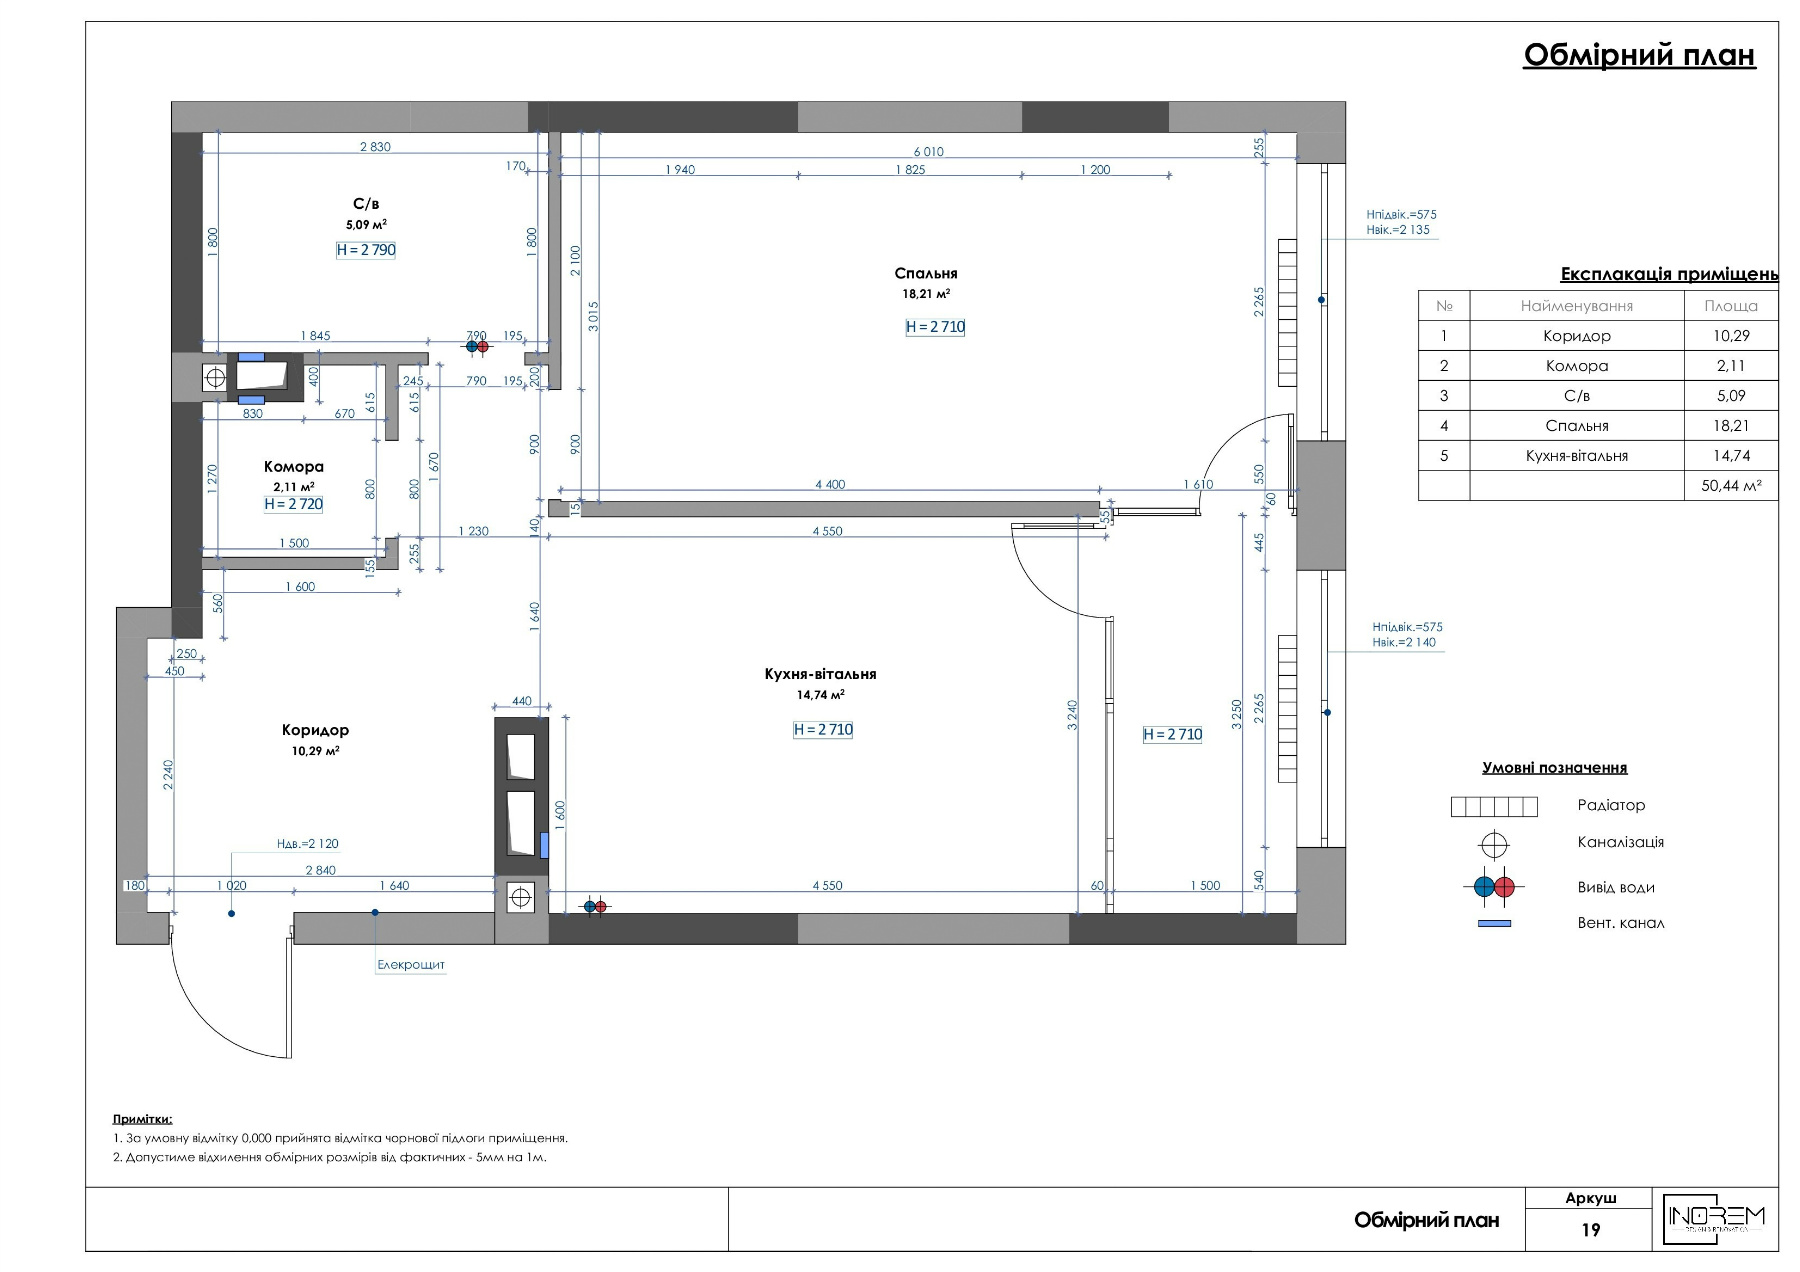 Обмірний план
2 830
170
6 010
1 940
1 825
1 200
255
С/в
5,09 м²
H = 2 790
1 800
1 800
2 100
3 015
Спальня
18,21 м²
H = 2 710
2 265
Нпідвік.=575
Нвік.=2 135
Експлакація приміщень
№ Найменування Площа
1 Коридор 10,29
2 Комора 2,11
3 С/в 5,09
4 Спальня 18,21
5 Кухня-вітальня 14,74
50,44 м²
1 845
790
195
400
245
790
195
200
615
615
830
670
1 270
Комора
2,11 м²
H = 2 720
800
800
1 670
900
900
4 400
1 610
550
60
15
55
140
1 230
4 550
445
1 500
155
255
1 600
560
1 640
250
450
Нпідвік.=575
Нвік.=2 140
Кухня-вітальня
14,74 м²
H = 2 710
440
3 240
3 250
2 265
H = 2 710
Коридор
10,29 м²
2 240
1 600
Ндв.=2 120
2 840
180
1 020
1 640
4 550
60
1 500
540
Елекрощит
Умовні позначення
Радіатор
Каналізація
Вивід води
Вент. канал
Примітки:
1. За умовну відмітку 0,000 прийнята відмітка чорнової підлоги приміщення.
2. Допустиме відхилення обмірних розмірів від фактичних - 5мм на 1м.
Обмірний план
Аркуш
19
INOREM